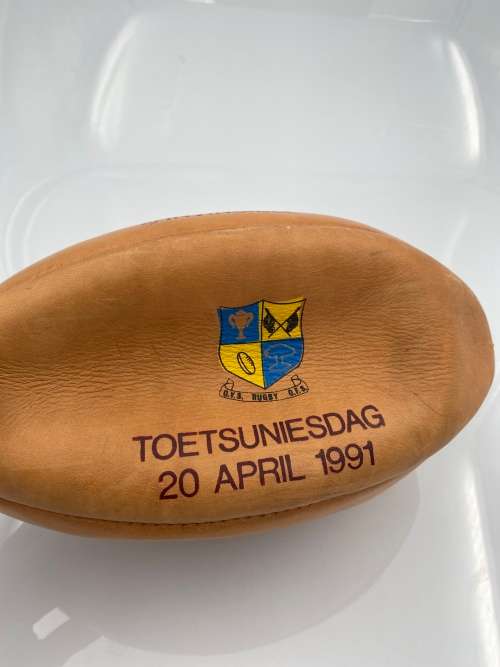 O.V.S. RUGBY O.F.S.
TOETSUNIESDAG
20 APRIL 1991